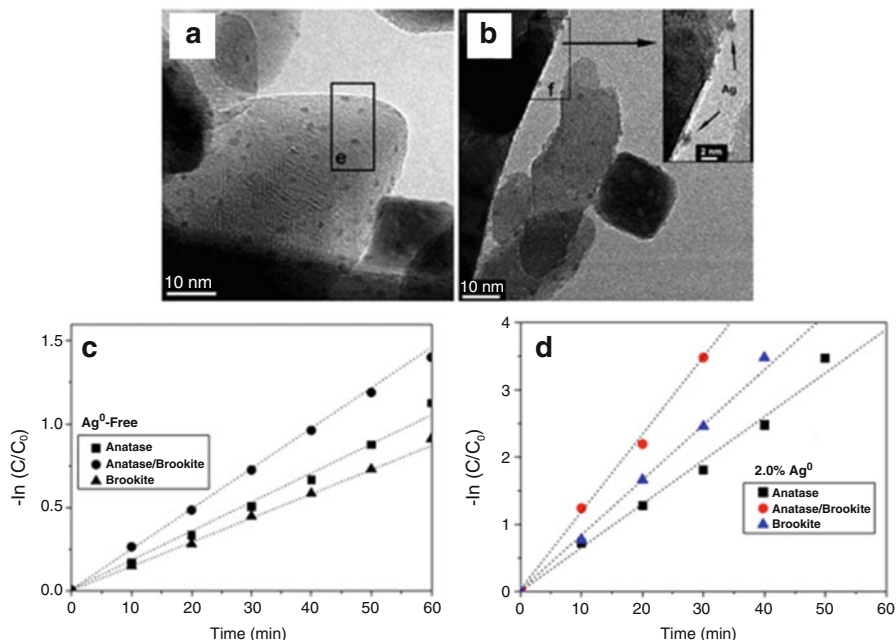 a
e
10 nm
b
f
Ag
2 nm
10 nm
c
1.5
1.0
0.5
0.0
-ln (C/C₀)
Ag⁰-Free
Anatase
Anatase/Brookite
Brookite
0 10 20 30 40 50 60
Time (min)
d
4
3
2
1
0
-ln (C/C₀)
2.0% Ag⁰
Anatase
Anatase/Brookite
Brookite
0 10 20 30 40 50 60
Time (min)